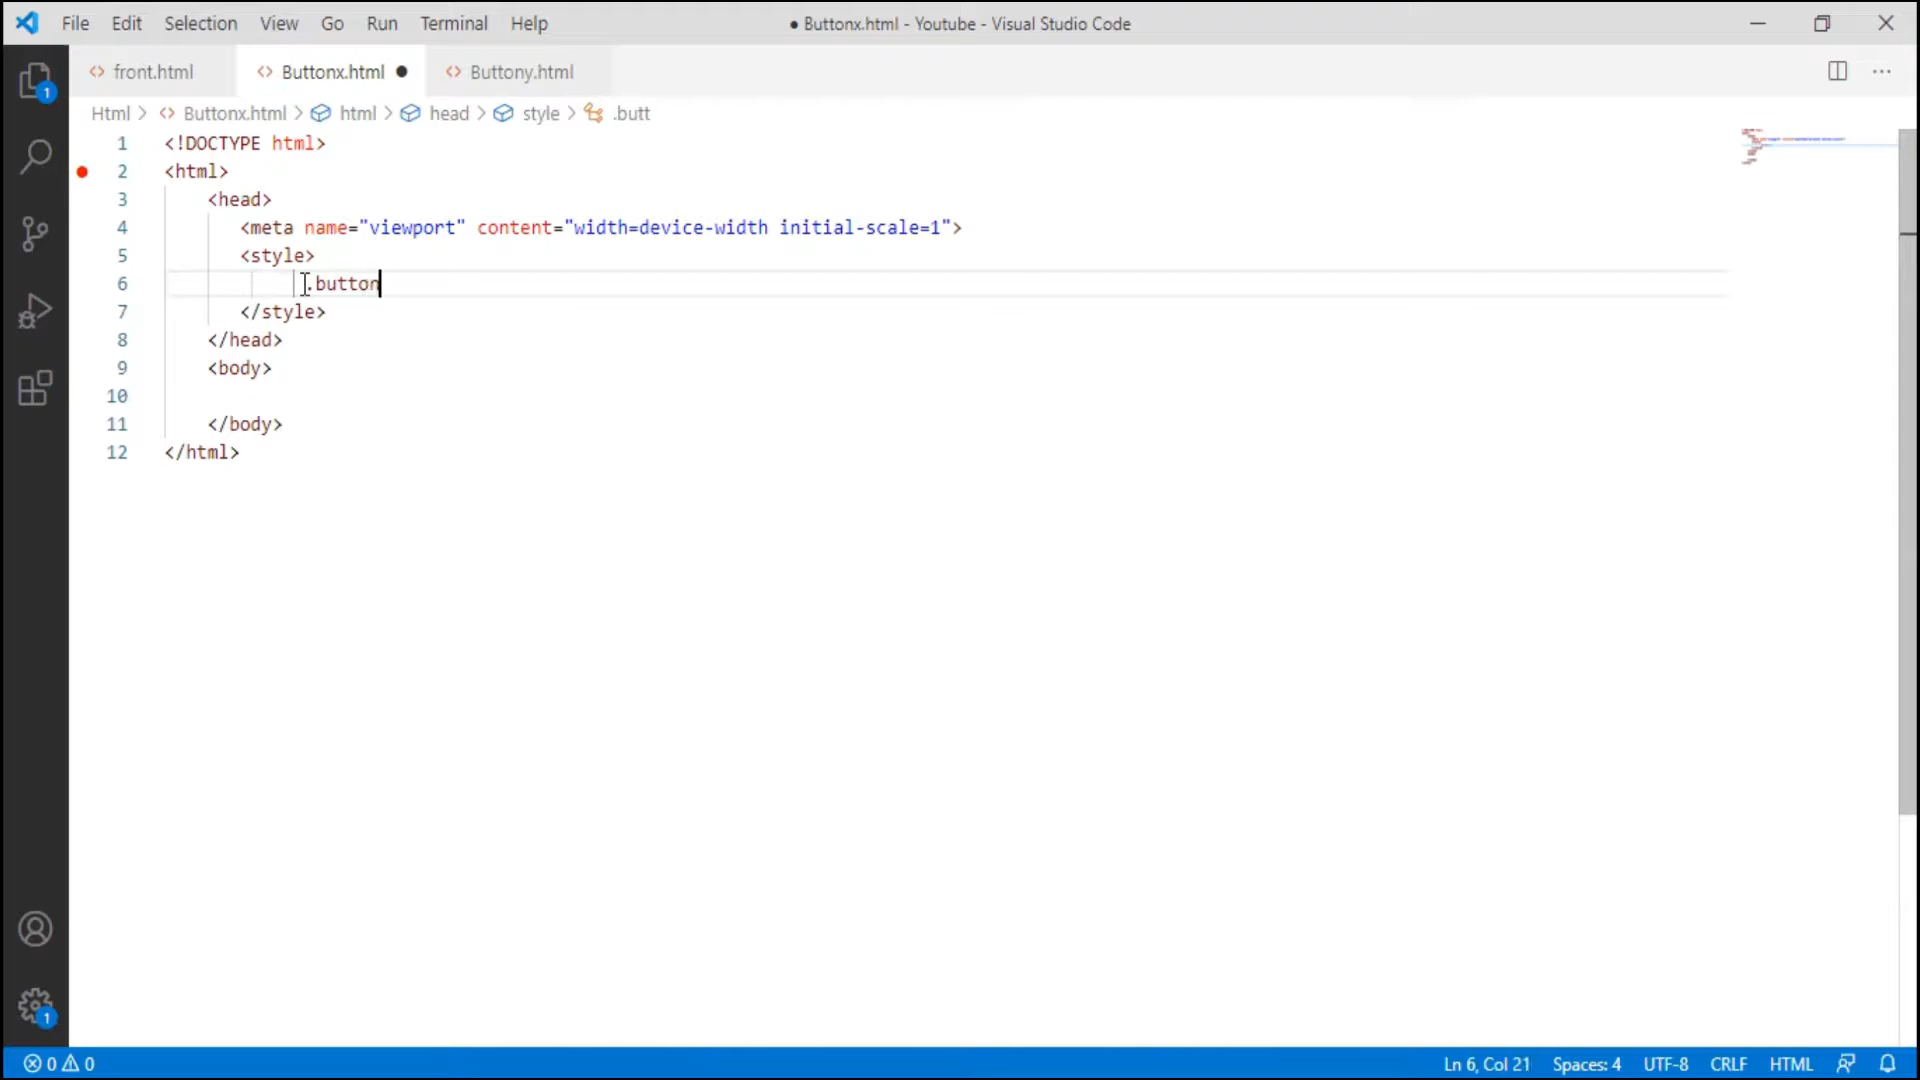 File Edit Selection View Go Run Terminal Help ● Buttonx.html - Youtube - Visual Studio Code
front.html Buttonx.html ● Buttony.html
Html > Buttonx.html > html > head > style > .butt
1 <!DOCTYPE html>
2 <html>
3 <head>
4 <meta name="viewport" content="width=device-width initial-scale=1">
5 <style>
6 .button
7 </style>
8 </head>
9 <body>
10
11 </body>
12 </html>
1
1
0 0 Ln 6, Col 21 Spaces: 4 UTF-8 CRLF HTML